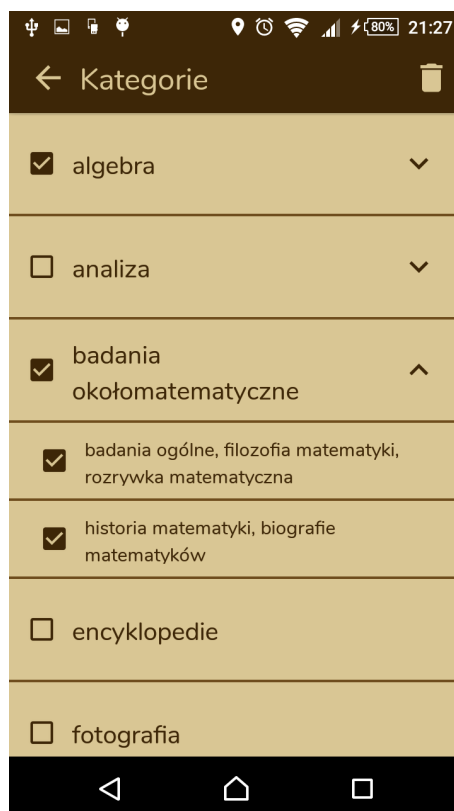 80% 21:27
Kategorie
algebra
analiza
badania
okołomatematyczne
badania ogólne, filozofia matematyki,
rozrywka matematyczna
historia matematyki, biografie
matematyków
encyklopedie
fotografia